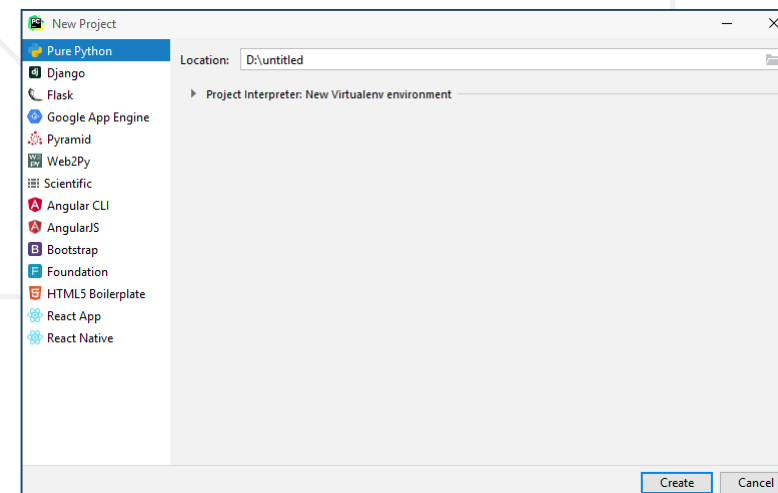 New Project
Pure Python
Django
Flask
Google App Engine
Pyramid
Web2Py
Scientific
Angular CLI
AngularJS
Bootstrap
Foundation
HTML5 Boilerplate
React App
React Native
Location: D:\untitled
Project Interpreter: New Virtualenv environment
Create Cancel